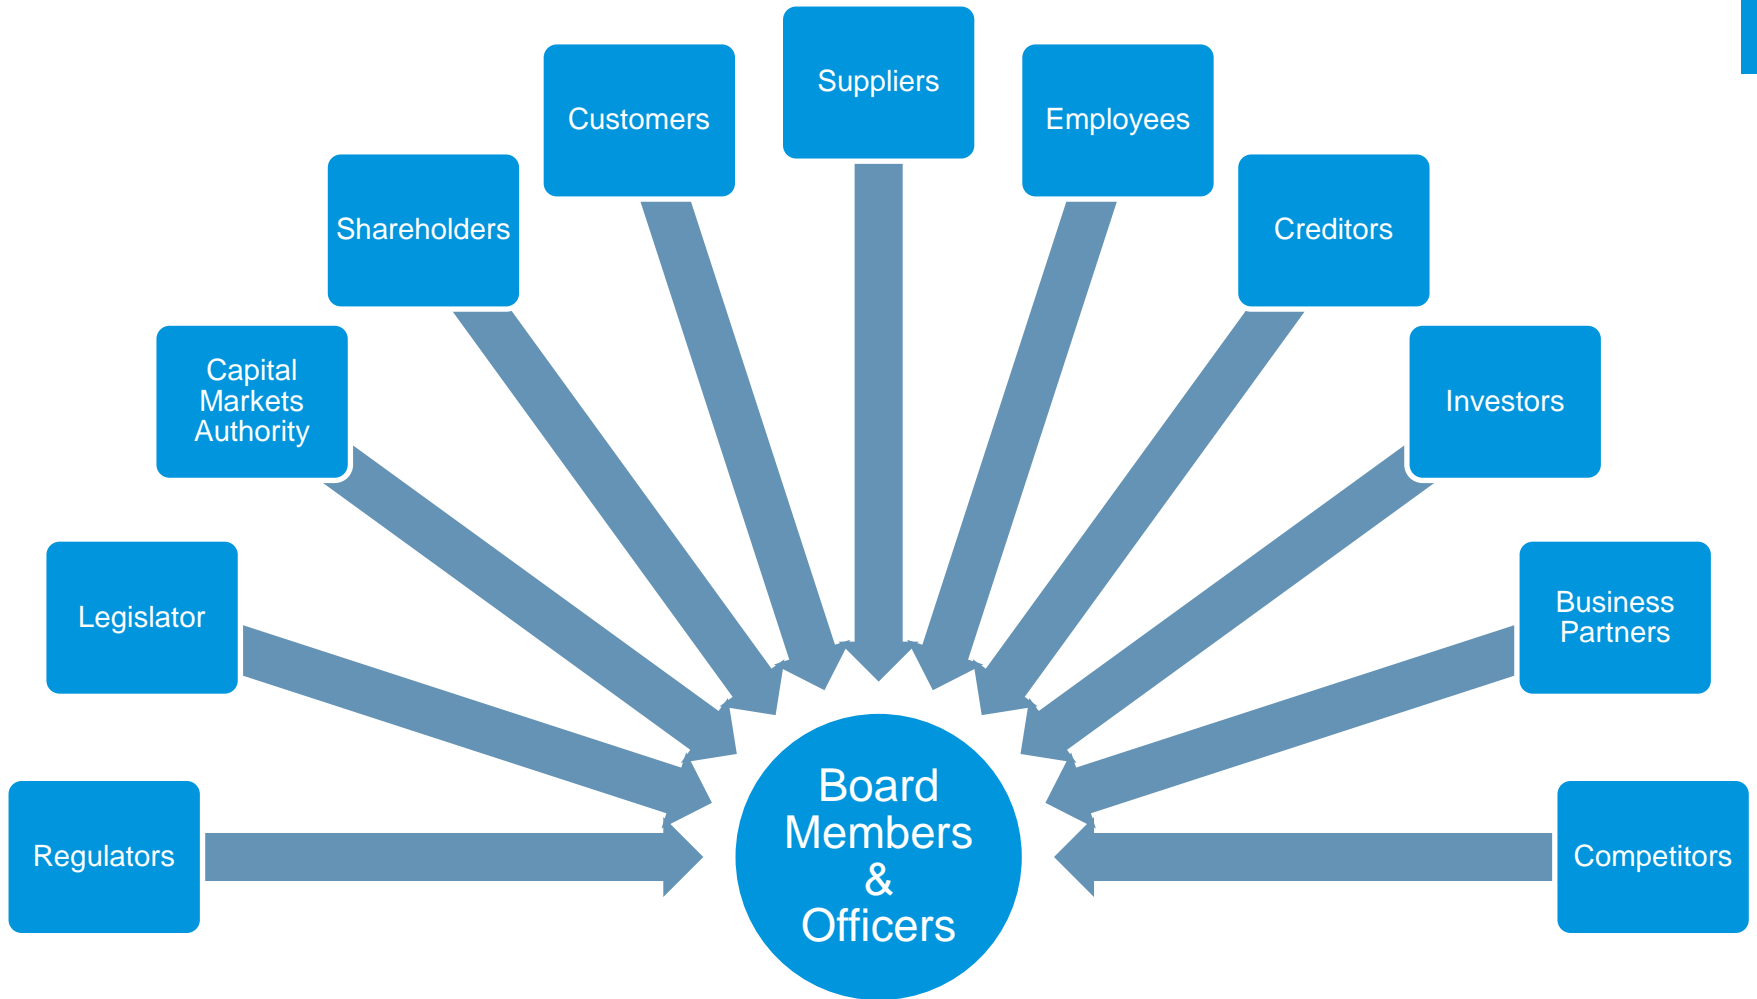 Suppliers
Customers
Employees
Shareholders
Creditors
Capital
Markets
Authority
Investors
Legislator
Business
Partners
Regulators
Board
Members
&
Officers
Competitors